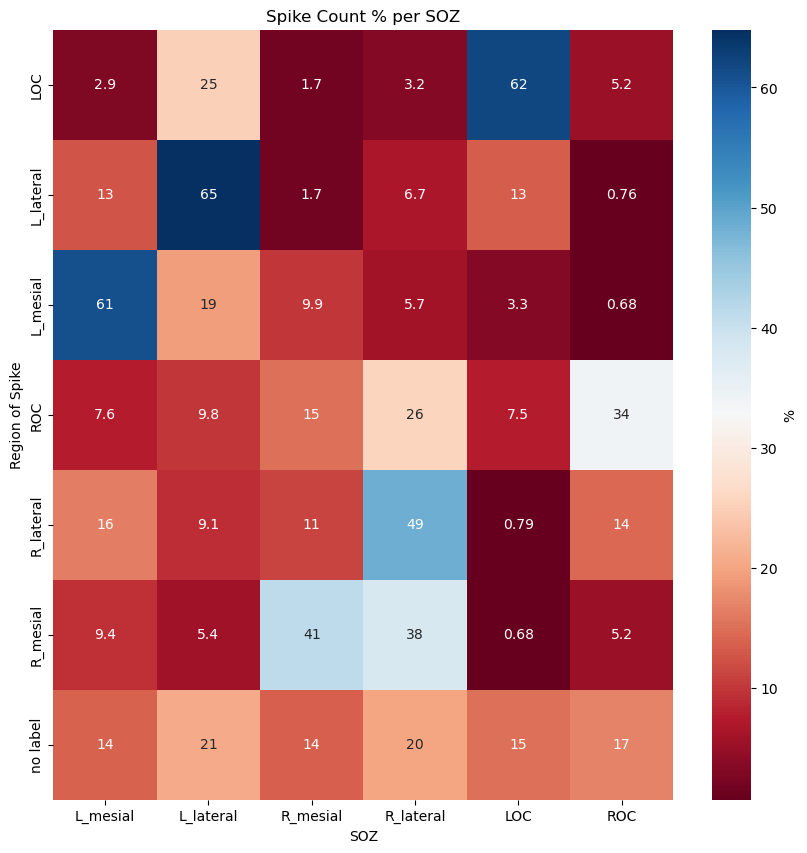 Spike Count % per SOZ
LOC 2.9 25 1.7 3.2 62 5.2
L_lateral 13 65 1.7 6.7 13 0.76
L_mesial 61 19 9.9 5.7 3.3 0.68
ROC 7.6 9.8 15 26 7.5 34
R_lateral 16 9.1 11 49 0.79 14
R_mesial 9.4 5.4 41 38 0.68 5.2
no label 14 21 14 20 15 17
L_mesial L_lateral R_mesial R_lateral LOC ROC
SOZ
Region of Spike
60
50
40
30
20
10
%